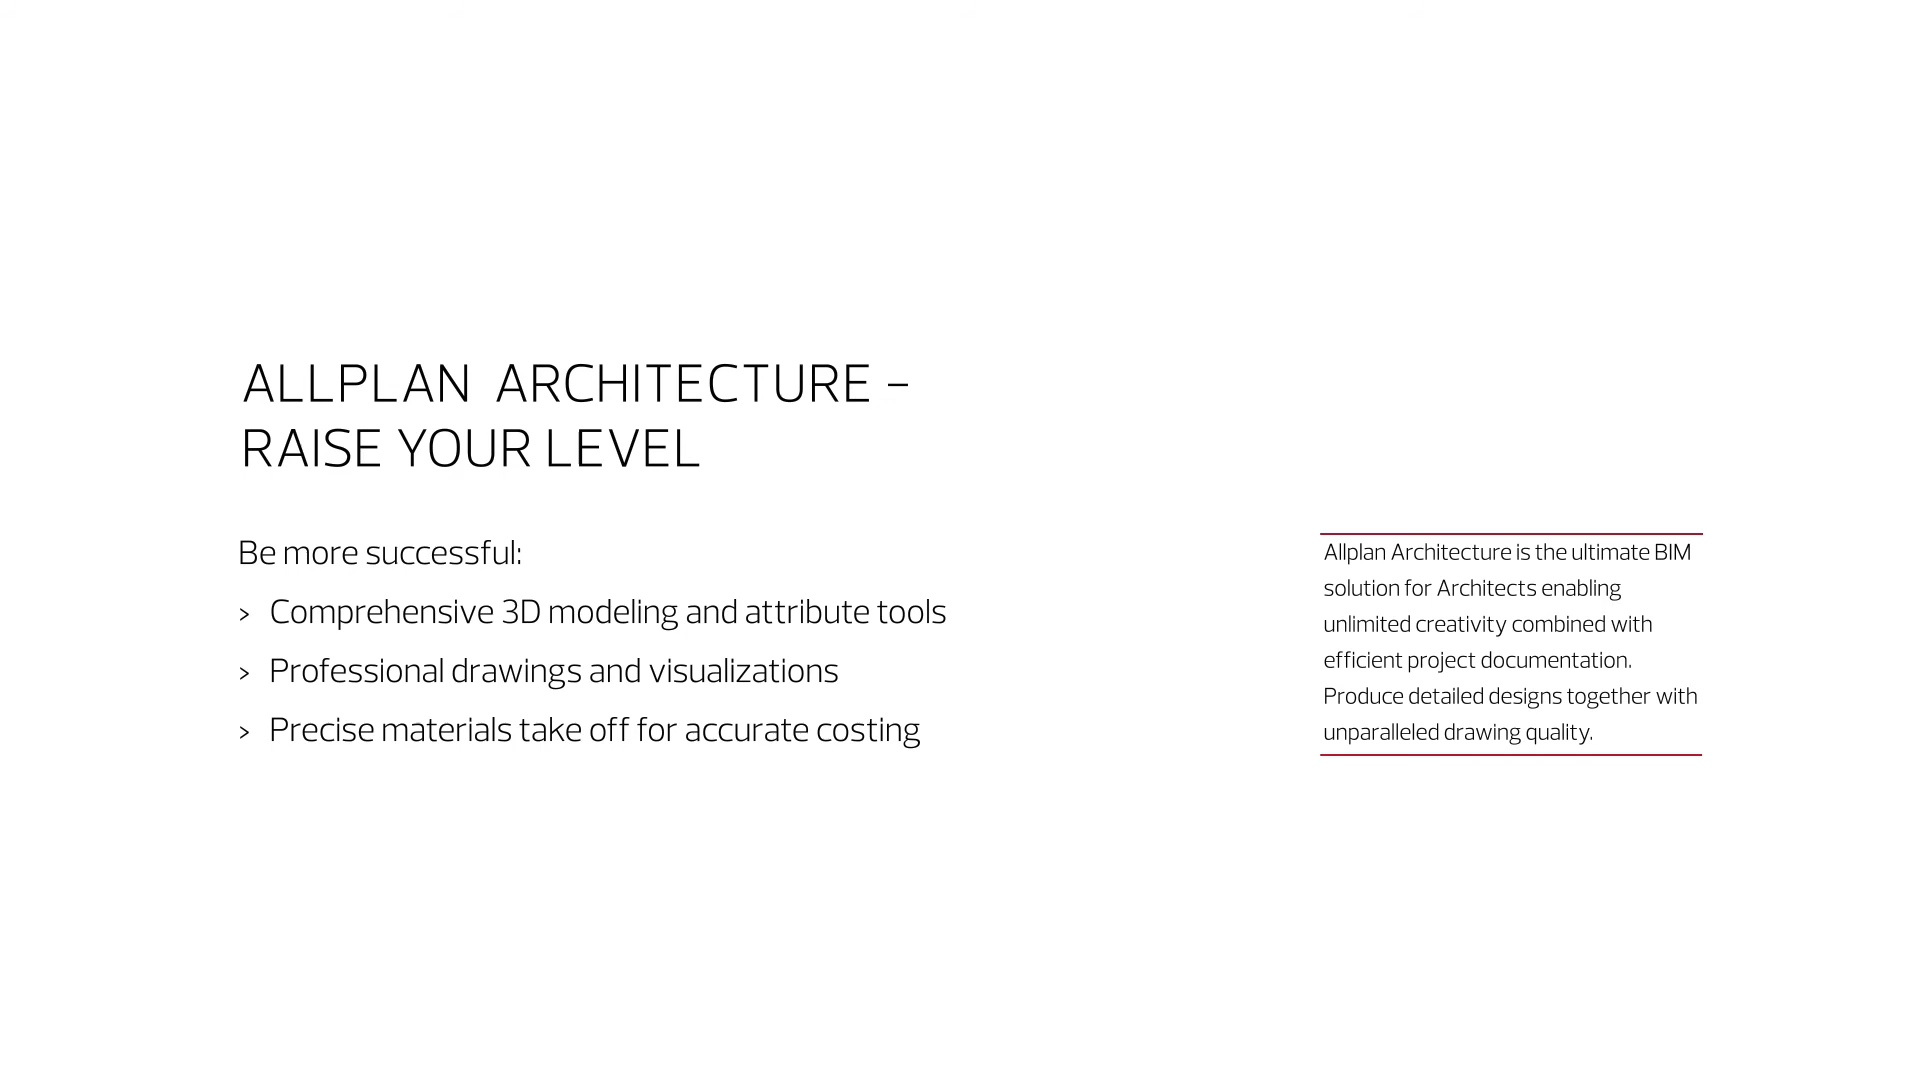 ALLPLAN ARCHITECTURE –
RAISE YOUR LEVEL
Be more successful:
› Comprehensive 3D modeling and attribute tools
› Professional drawings and visualizations
› Precise materials take off for accurate costing
Allplan Architecture is the ultimate BIM
solution for Architects enabling
unlimited creativity combined with
efficient project documentation.
Produce detailed designs together with
unparalleled drawing quality.